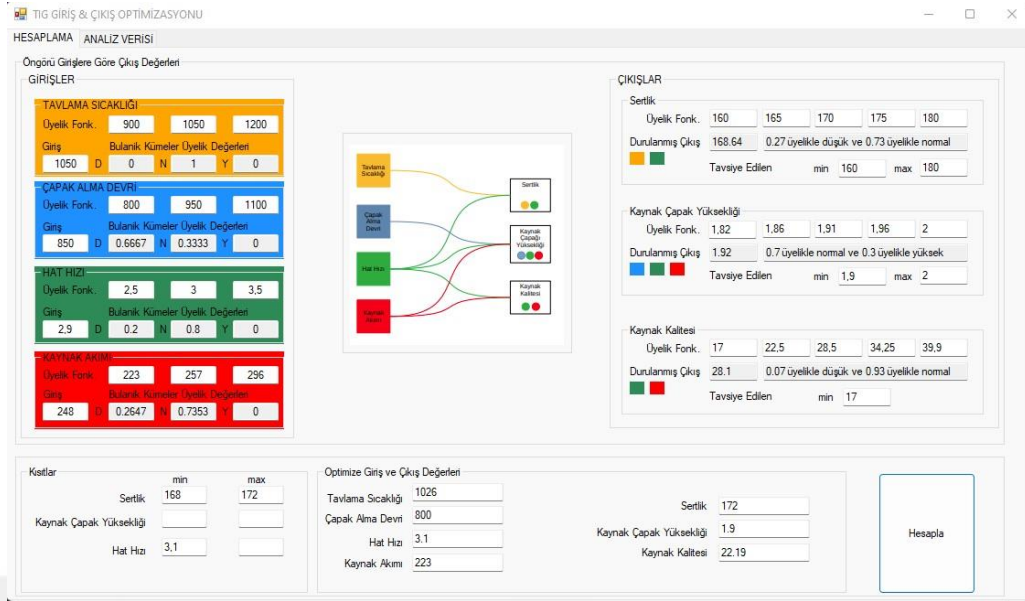 TIG GİRİŞ & ÇIKIŞ OPTİMİZASYONU
HESAPLAMA ANALİZ VERİSİ
Öngörü Girişlere Göre Çıkış Değerleri
GİRİŞLER
TAVLAMA SICAKLIĞI
Üyelik Fonk. 900 1050 1200
Giriş Bulanık Kümeler Üyelik Değerleri
1050 D 0 N 1 Y 0
ÇAPAK ALMA DEVRİ
Üyelik Fonk. 800 950 1100
Giriş Bulanık Kümeler Üyelik Değerleri
850 D 0.6667 N 0.3333 Y 0
HAT HIZI
Üyelik Fonk. 2,5 3 3,5
Giriş Bulanık Kümeler Üyelik Değerleri
2,9 D 0.2 N 0.8 Y 0
KAYNAK AKIMI
Üyelik Fonk. 223 257 296
Giriş Bulanık Kümeler Üyelik Değerleri
248 D 0.2647 N 0.7353 Y 0
Tavlama
Sıcaklığı
Çapak
Alma
Devri
Hat Hızı
Kaynak
Akımı
Sertlik
Kaynak
Çapağı
Yüksekliği
Kaynak
Kalitesi
ÇIKIŞLAR
Sertlik
Üyelik Fonk. 160 165 170 175 180
Durulanmış Çıkış 168.64 0.27 üyelikle düşük ve 0.73 üyelikle normal
Tavsiye Edilen min 160 max 180
Kaynak Çapak Yüksekliği
Üyelik Fonk. 1,82 1,86 1,91 1,96 2
Durulanmış Çıkış 1.92 0.7 üyelikle normal ve 0.3 üyelikle yüksek
Tavsiye Edilen min 1,9 max 2
Kaynak Kalitesi
Üyelik Fonk. 17 22,5 28,5 34,25 39,9
Durulanmış Çıkış 28.1 0.07 üyelikle düşük ve 0.93 üyelikle normal
Tavsiye Edilen min 17
Kısıtlar
min max
Sertlik 168 172
Kaynak Çapak Yüksekliği
Hat Hızı 3,1
Optimize Giriş ve Çıkış Değerleri
Tavlama Sıcaklığı 1026
Çapak Alma Devri 800
Hat Hızı 3.1
Kaynak Akımı 223
Sertlik 172
Kaynak Çapak Yüksekliği 1.9
Kaynak Kalitesi 22.19
Hesapla